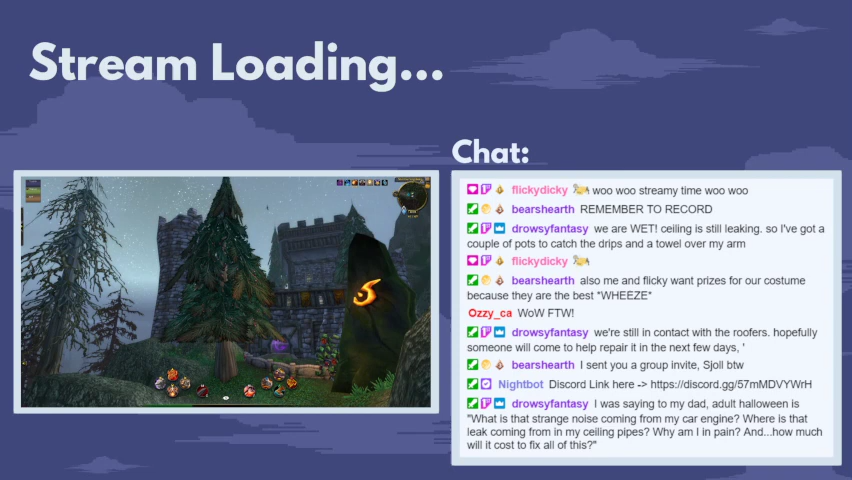 Stream Loading...
Chat:
flickydicky woo woo streamy time woo woo
bearshearth REMEMBER TO RECORD
drowsyfantasy we are WET! ceiling is still leaking. so I've got a
couple of pots to catch the drips and a towel over my arm
flickydicky
bearshearth also me and flicky want prizes for our costume
because they are the best *WHEEZE*
Ozzy_ca WoW FTW!
drowsyfantasy we're still in contact with the roofers. hopefully
someone will come to help repair it in the next few days, '
bearshearth I sent you a group invite, Sjoll btw
Nightbot Discord Link here -> https://discord.gg/57mMDVYWrH
drowsyfantasy I was saying to my dad, adult halloween is
"What is that strange noise coming from my car engine? Where is that
leak coming from in my ceiling pipes? Why am I in pain? And...how much
will it cost to fix all of this?"